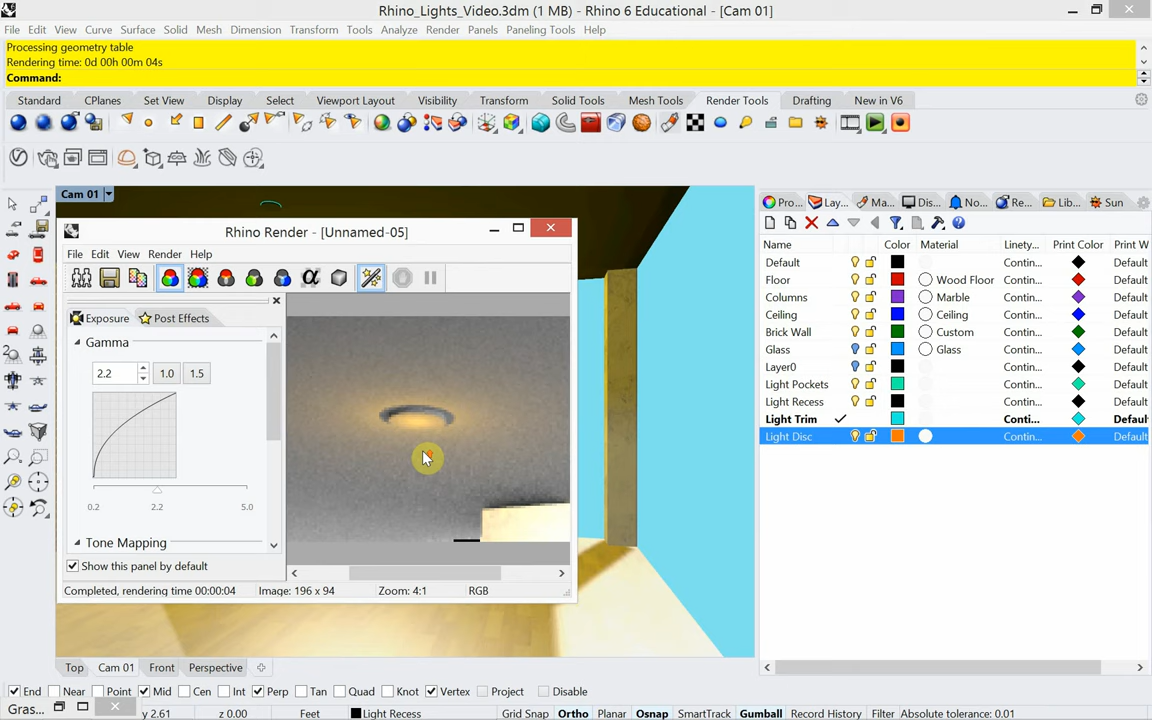 Rhino_Lights_Video.3dm (1 MB) - Rhino 6 Educational - [Cam 01]
File Edit View Curve Surface Solid Mesh Dimension Transform Tools Analyze Render Panels Paneling Tools Help
Processing geometry table
Rendering time: 0d 00h 00m 04s
Command:
Standard CPlanes Set View Display Select Viewport Layout Visibility Transform Solid Tools Mesh Tools Render Tools Drafting New in V6
Cam 01
Pro... Lay... Ma... Dis... No... Re... Lib... Sun
Rhino Render - [Unnamed-05]
File Edit View Render Help
Exposure Post Effects
Gamma
2.2 1.0 1.5
0.2 2.2 5.0
Tone Mapping
Show this panel by default
Completed, rendering time 00:00:04 Image: 196 x 94 Zoom: 4:1 RGB
Name Color Material Linety... Print Color Print W
Default Contin... Default
Floor Wood Floor Contin... Default
Columns Marble Contin... Default
Ceiling Ceiling Contin... Default
Brick Wall Custom Contin... Default
Glass Glass Contin... Default
Layer0 Contin... Default
Light Pockets Contin... Default
Light Recess Contin... Default
Light Trim Conti... Defaul
Light Disc Contin... Default
Top Cam 01 Front Perspective
End Near Point Mid Cen Int Perp Tan Quad Knot Vertex Project Disable
Gras... y 2.61 z 0.00 Feet Light Recess Grid Snap Ortho Planar Osnap SmartTrack Gumball Record History Filter Absolute tolerance: 0.01